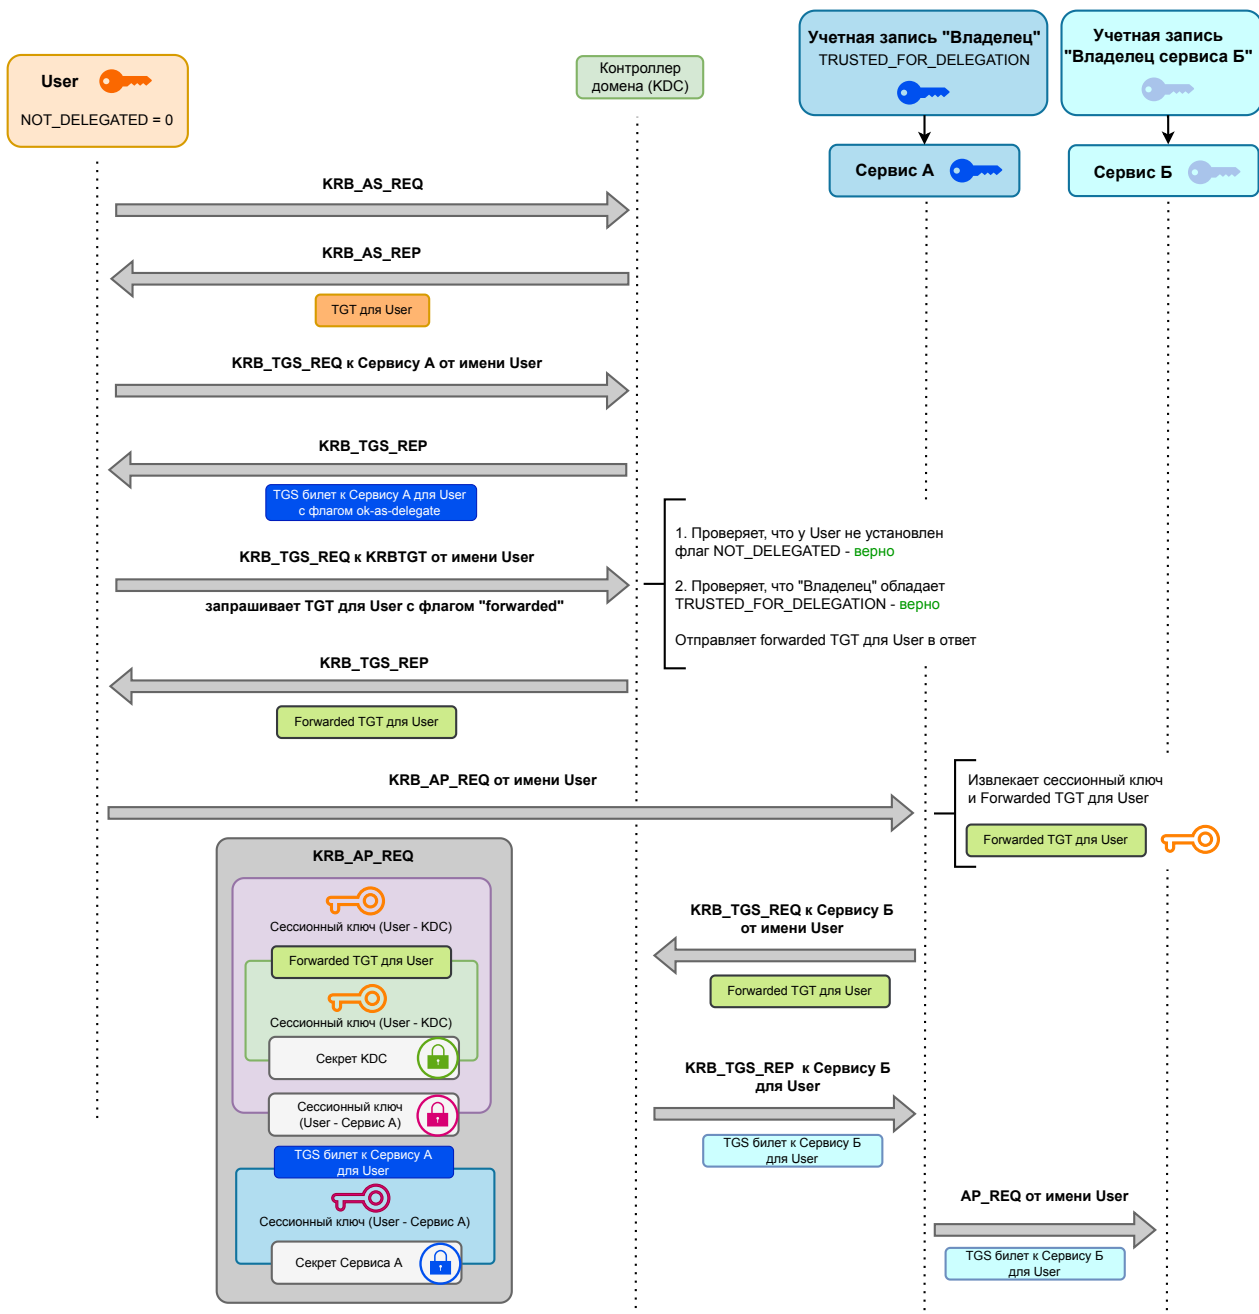 User
NOT_DELEGATED = 0
Контроллер
домена (KDC)
Учетная запись "Владелец"
TRUSTED_FOR_DELEGATION
Учетная запись
"Владелец сервиса Б"
Сервис А
Сервис Б
KRB_AS_REQ
KRB_AS_REP
TGT для User
KRB_TGS_REQ к Сервису А от имени User
KRB_TGS_REP
TGS билет к Сервису А для User
с флагом ok-as-delegate
KRB_TGS_REQ к KRBTGT от имени User
запрашивает TGT для User с флагом "forwarded"
1. Проверяет, что у User не установлен
флаг NOT_DELEGATED - верно
2. Проверяет, что "Владелец" обладает
TRUSTED_FOR_DELEGATION - верно
Отправляет forwarded TGT для User в ответ
KRB_TGS_REP
Forwarded TGT для User
KRB_AP_REQ от имени User
Извлекает сессионный ключ
и Forwarded TGT для User
Forwarded TGT для User
KRB_AP_REQ
Сессионный ключ (User - KDC)
Forwarded TGT для User
Сессионный ключ (User - KDC)
Секрет KDC
Сессионный ключ
(User - Сервис А)
TGS билет к Сервису А
для User
Сессионный ключ (User - Сервис А)
Секрет Сервиса А
KRB_TGS_REQ к Сервису Б
от имени User
Forwarded TGT для User
KRB_TGS_REP к Сервису Б
для User
TGS билет к Сервису Б
для User
AP_REQ от имени User
TGS билет к Сервису Б
для User